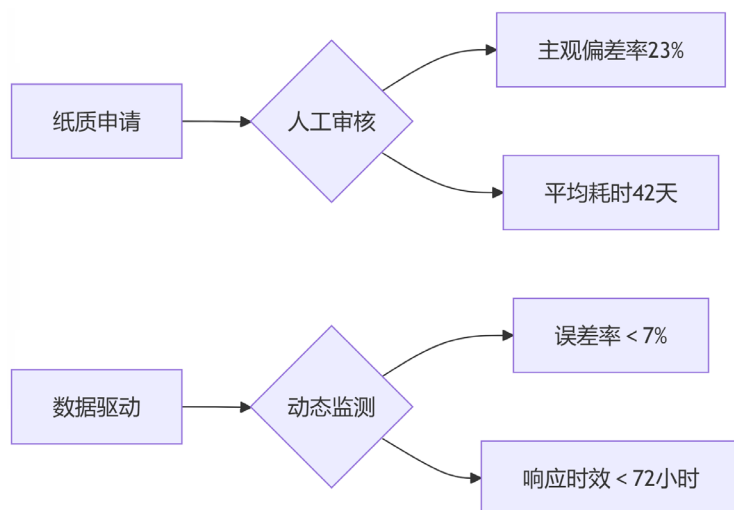 主观偏差率23%
纸质申请
人工审核
平均耗时42天
误差率 < 7%
数据驱动
动态监测
响应时效 < 72小时